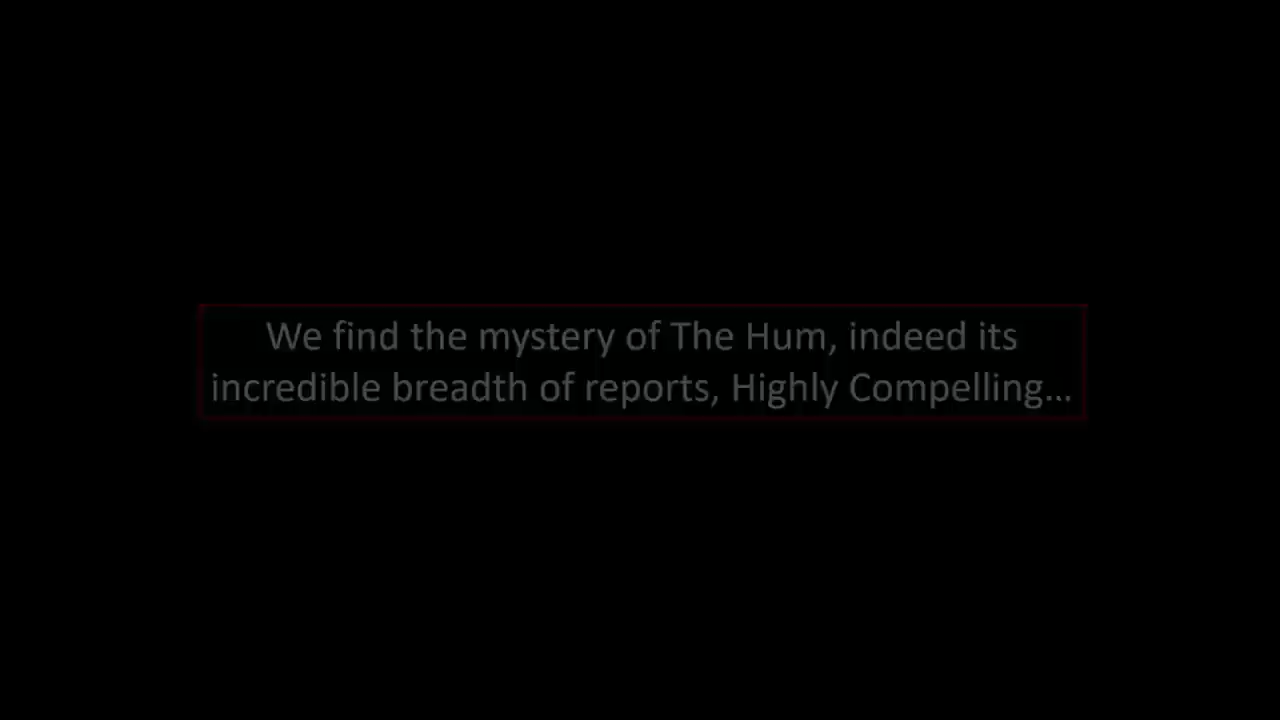 We find the mystery of The Hum, indeed its
incredible breadth of reports, Highly Compelling...